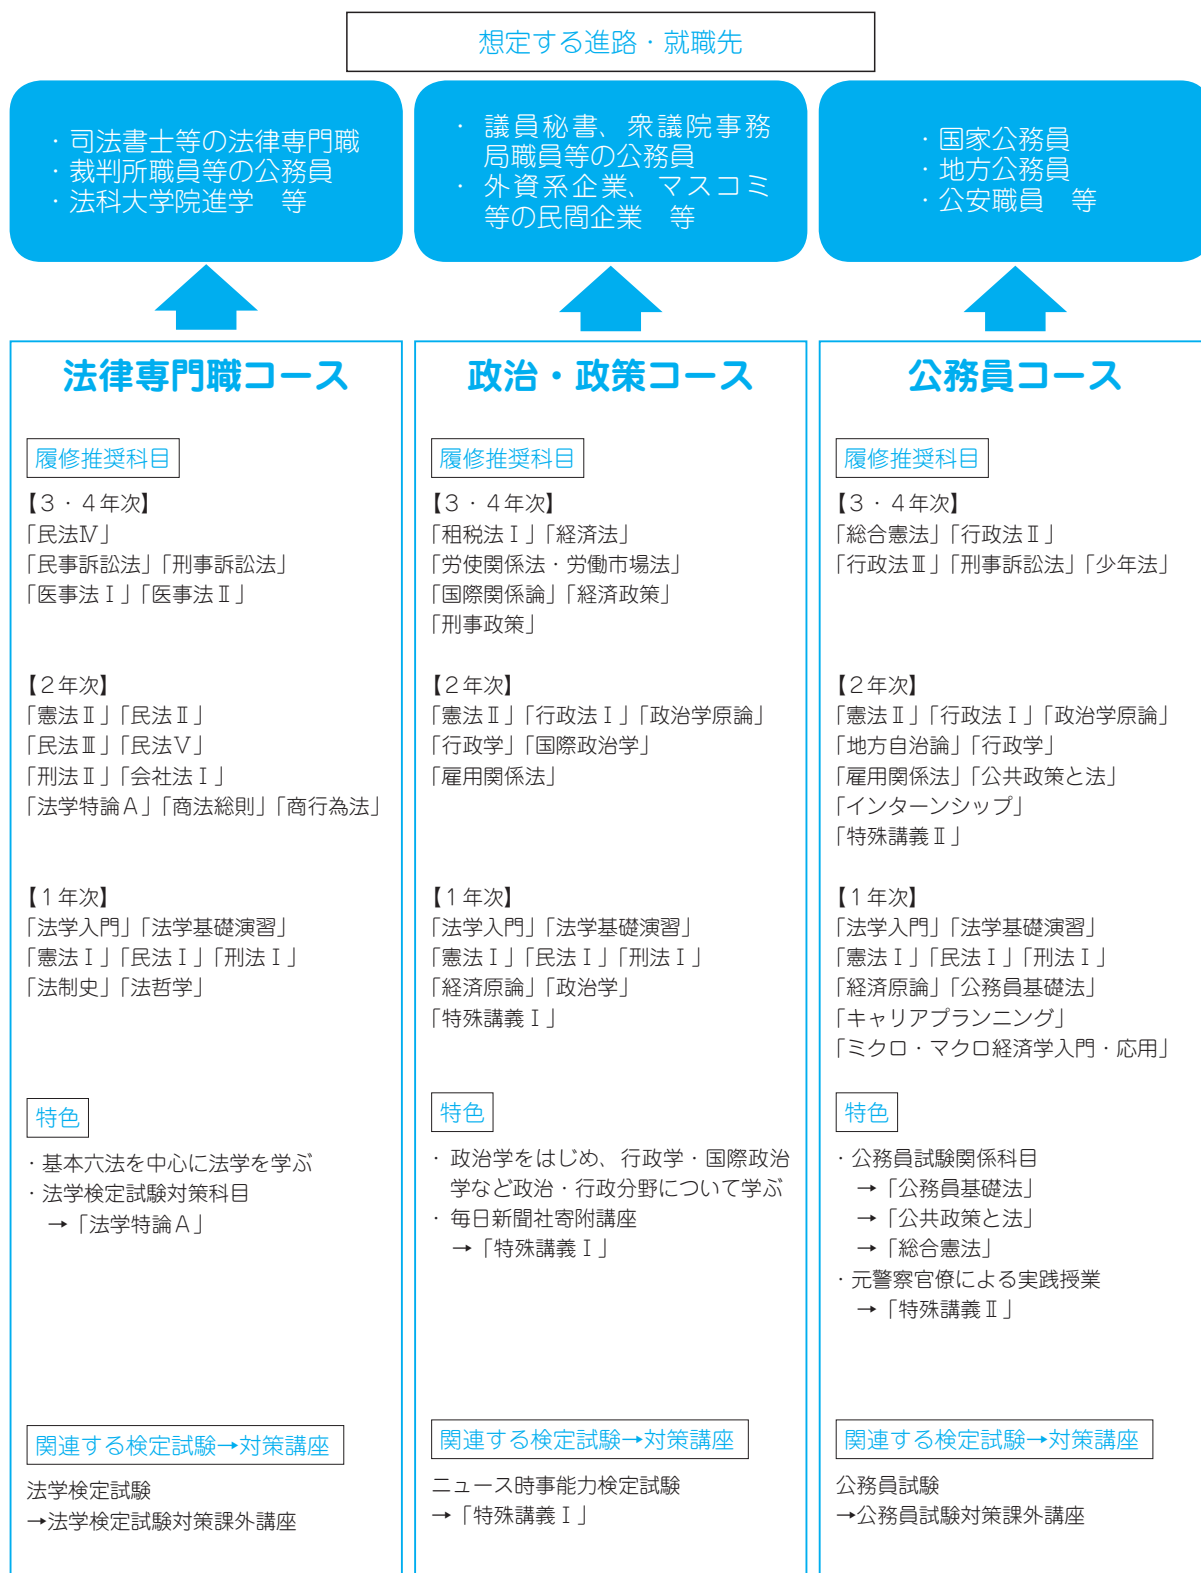 想定する進路・就職先
・司法書士等の法律専門職
・裁判所職員等の公務員
・法科大学院進学　等
・議員秘書、衆議院事務
局職員等の公務員
・外資系企業、マスコミ
等の民間企業　等
・国家公務員
・地方公務員
・公安職員　等
法律専門職コース
履修推奨科目
【３・４年次】
「民法Ⅳ」
「民事訴訟法」「刑事訴訟法」
「医事法Ⅰ」「医事法Ⅱ」
【２年次】
「憲法Ⅱ」「民法Ⅱ」
「民法Ⅲ」「民法Ⅴ」
「刑法Ⅱ」「会社法Ⅰ」
「法学特論Ａ」「商法総則」「商行為法」
【１年次】
「法学入門」「法学基礎演習」
「憲法Ⅰ」「民法Ⅰ」「刑法Ⅰ」
「法制史」「法哲学」
特色
・基本六法を中心に法学を学ぶ
・法学検定試験対策科目
→「法学特論Ａ」
関連する検定試験→対策講座
法学検定試験
→法学検定試験対策課外講座
政治・政策コース
履修推奨科目
【３・４年次】
「租税法Ⅰ」「経済法」
「労使関係法・労働市場法」
「国際関係論」「経済政策」
「刑事政策」
【２年次】
「憲法Ⅱ」「行政法Ⅰ」「政治学原論」
「行政学」「国際政治学」
「雇用関係法」
【１年次】
「法学入門」「法学基礎演習」
「憲法Ⅰ」「民法Ⅰ」「刑法Ⅰ」
「経済原論」「政治学」
「特殊講義Ⅰ」
特色
・政治学をはじめ、行政学・国際政治
学など政治・行政分野について学ぶ
・毎日新聞社寄附講座
→「特殊講義Ⅰ」
関連する検定試験→対策講座
ニュース時事能力検定試験
→「特殊講義Ⅰ」
公務員コース
履修推奨科目
【３・４年次】
「総合憲法」「行政法Ⅱ」
「行政法Ⅲ」「刑事訴訟法」「少年法」
【２年次】
「憲法Ⅱ」「行政法Ⅰ」「政治学原論」
「地方自治論」「行政学」
「雇用関係法」「公共政策と法」
「インターンシップ」
「特殊講義Ⅱ」
【１年次】
「法学入門」「法学基礎演習」
「憲法Ⅰ」「民法Ⅰ」「刑法Ⅰ」
「経済原論」「公務員基礎法」
「キャリアプランニング」
「ミクロ・マクロ経済学入門・応用」
特色
・公務員試験関係科目
→「公務員基礎法」
→「公共政策と法」
→「総合憲法」
・元警察官僚による実践授業
→「特殊講義Ⅱ」
関連する検定試験→対策講座
公務員試験
→公務員試験対策課外講座